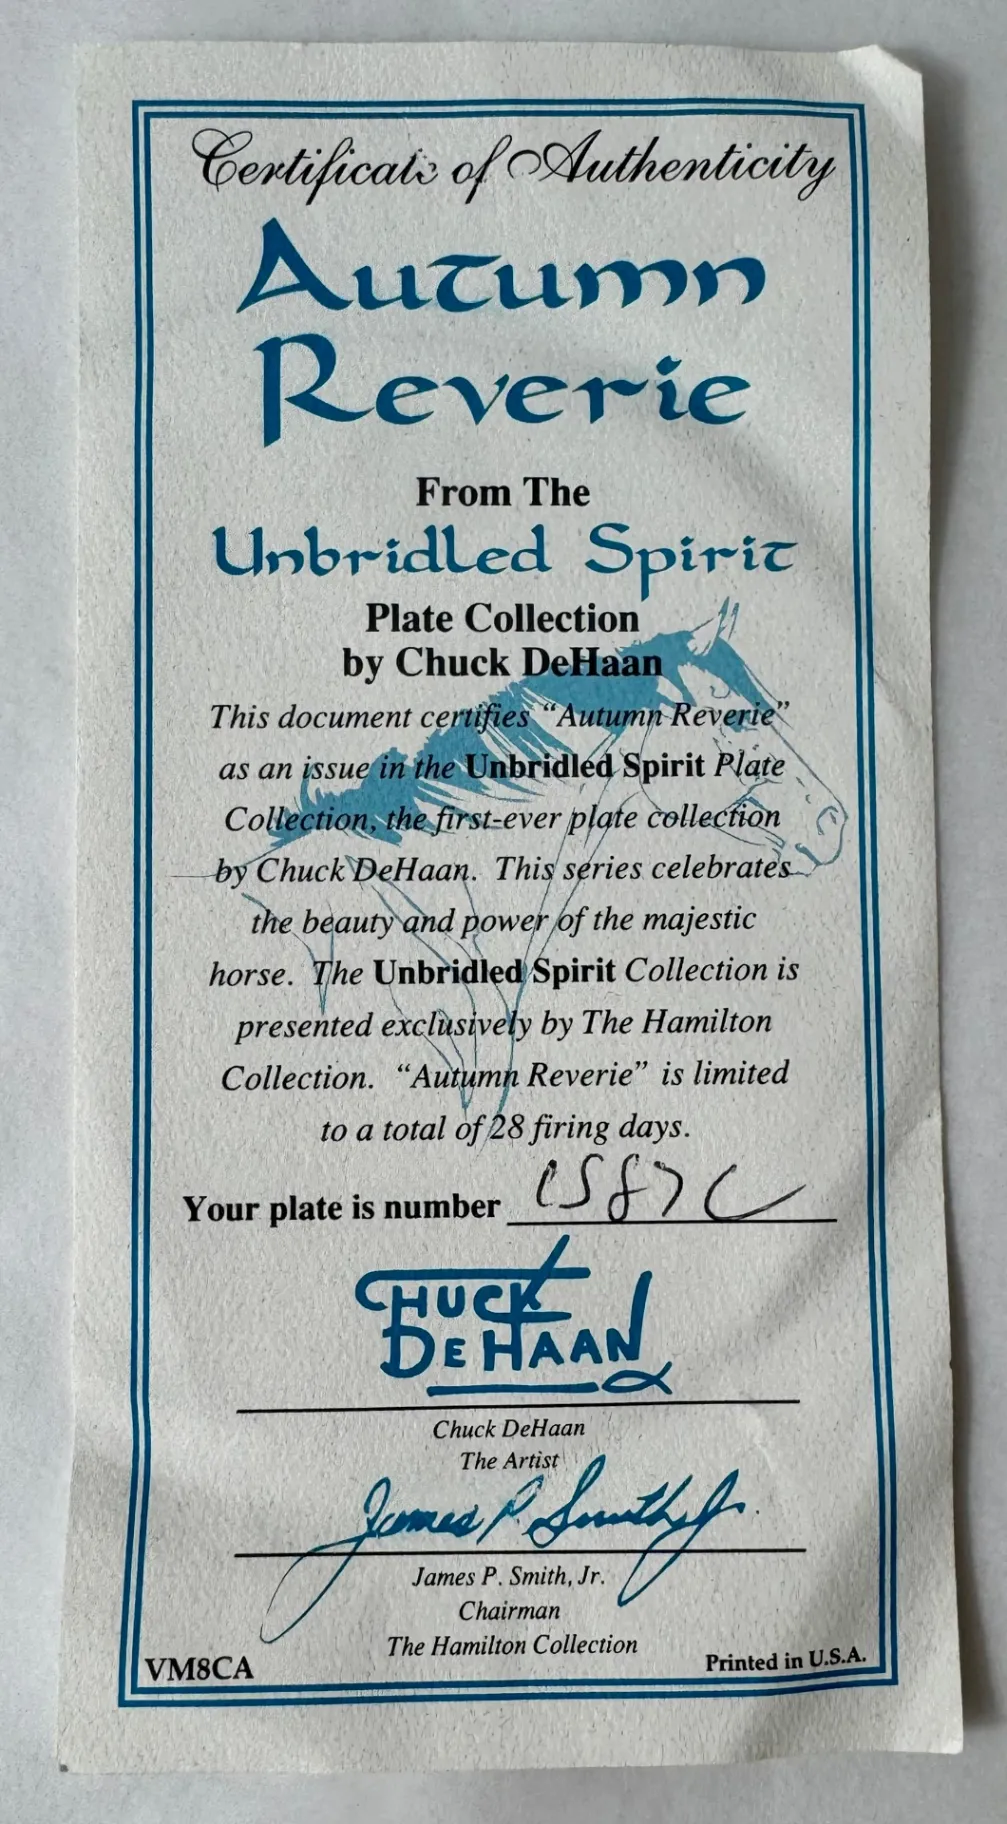 Certificate of Authenticity
Autumn
Reverie
From The
Unbridled Spirit
Plate Collection
by Chuck DeHaan
This document certifies “Autumn Reverie”
as an issue in the Unbridled Spirit Plate
Collection, the first-ever plate collection
by Chuck DeHaan. This series celebrates
the beauty and power of the majestic
horse. The Unbridled Spirit Collection is
presented exclusively by The Hamilton
Collection. “Autumn Reverie” is limited
to a total of 28 firing days.
Your plate is number
CHUCK
DEHAAN
Chuck DeHaan
The Artist
James P. Smith Jr.
James P. Smith, Jr.
Chairman
The Hamilton Collection
VM8CA Printed in U.S.A.